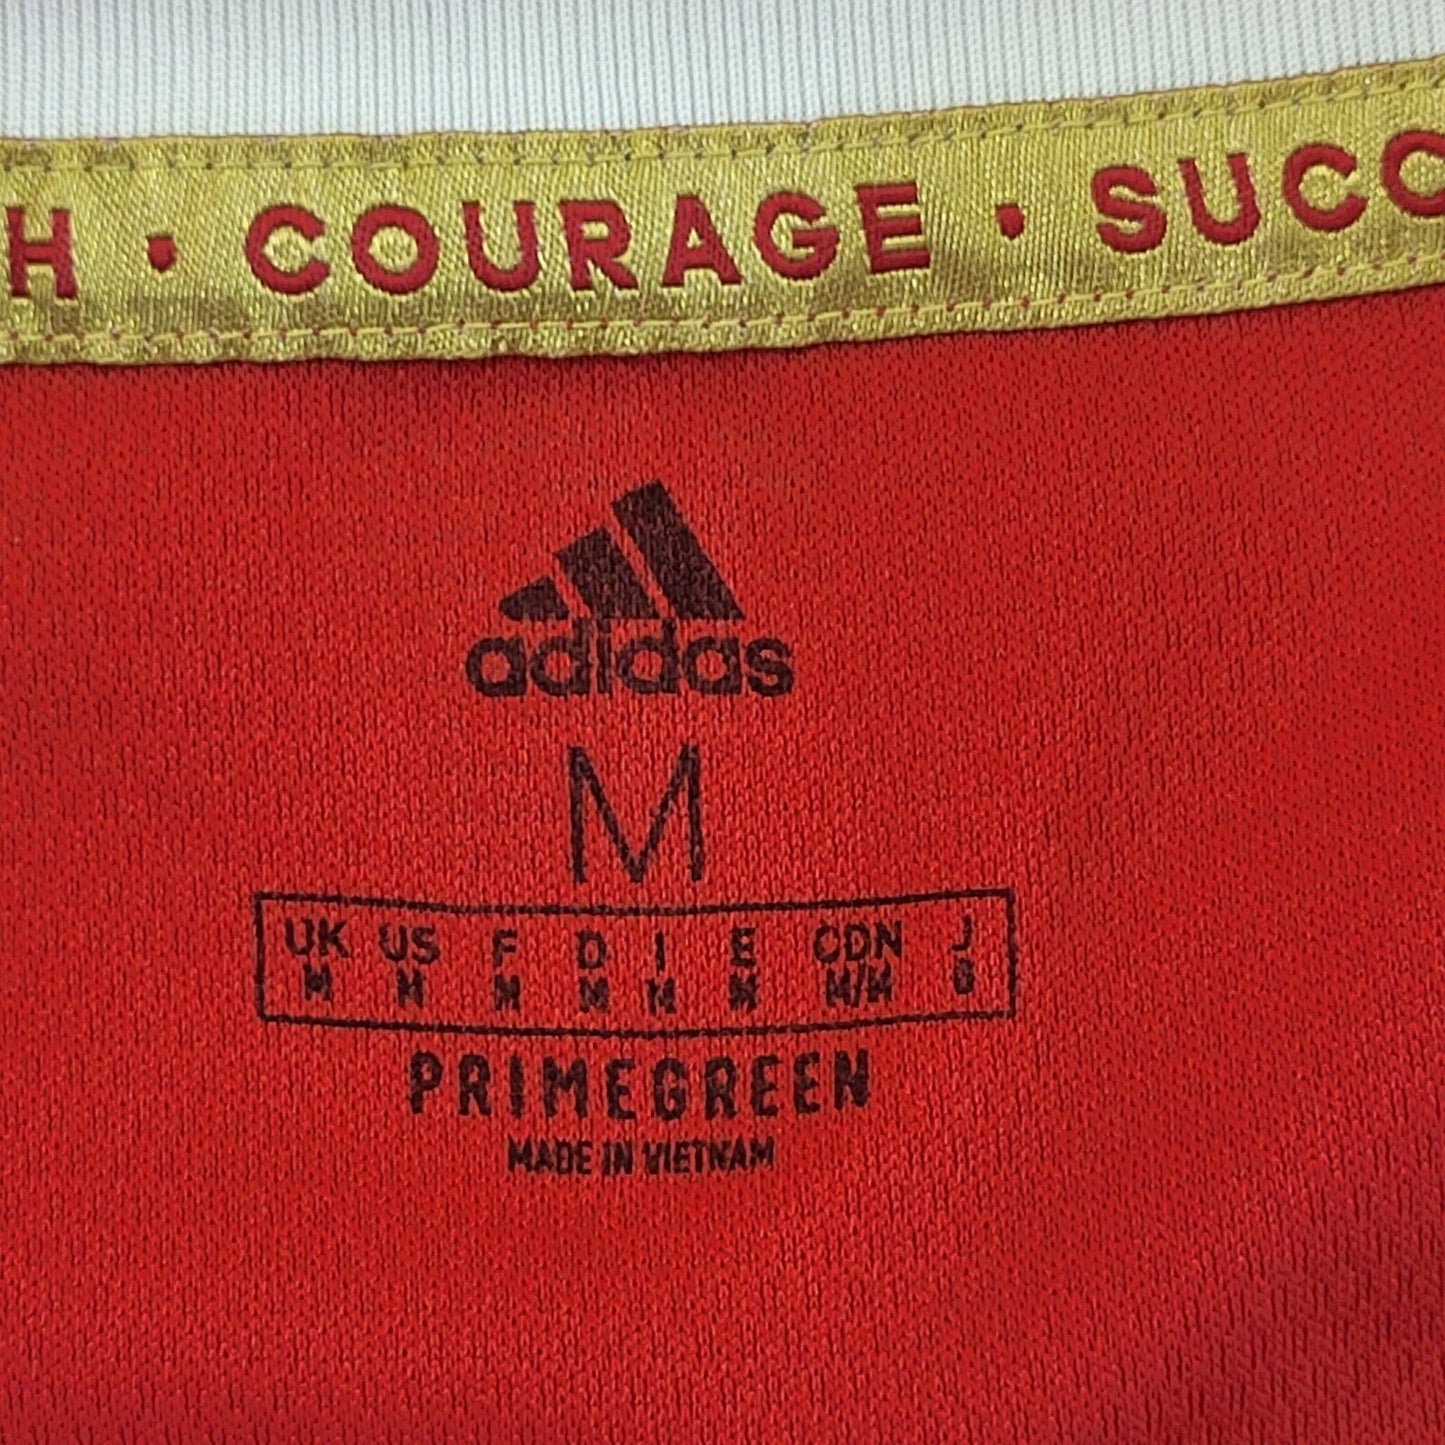 H • COURAGE • SUCC
adidas
M
UK US F D I E CDN J
M M M M M M M/M O
PRIMEGREEN
MADE IN VIETNAM